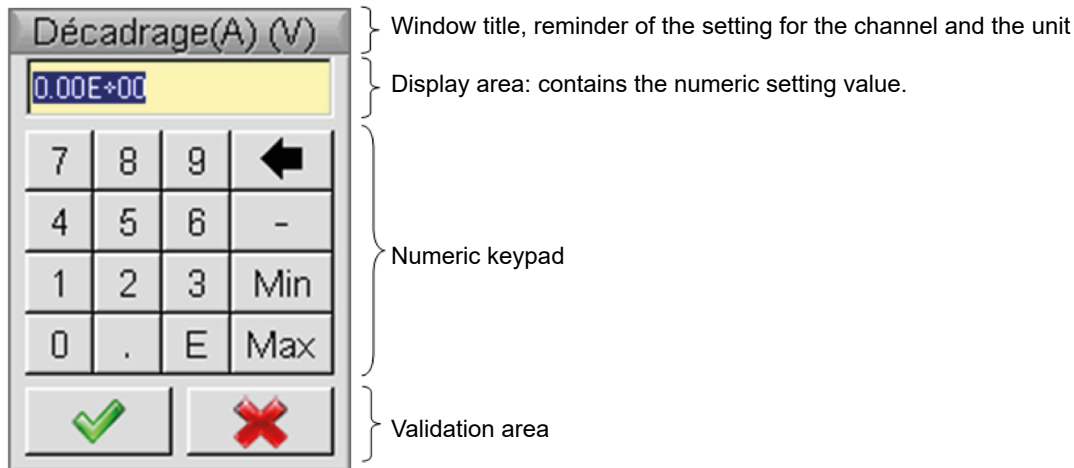 Décadrage(A) (V)
Window title, reminder of the setting for the channel and the unit
0.00E+00
Display area: contains the numeric setting value.
7 8 9
4 5 6 -
1 2 3 Min
0 . E Max
Numeric keypad
Validation area